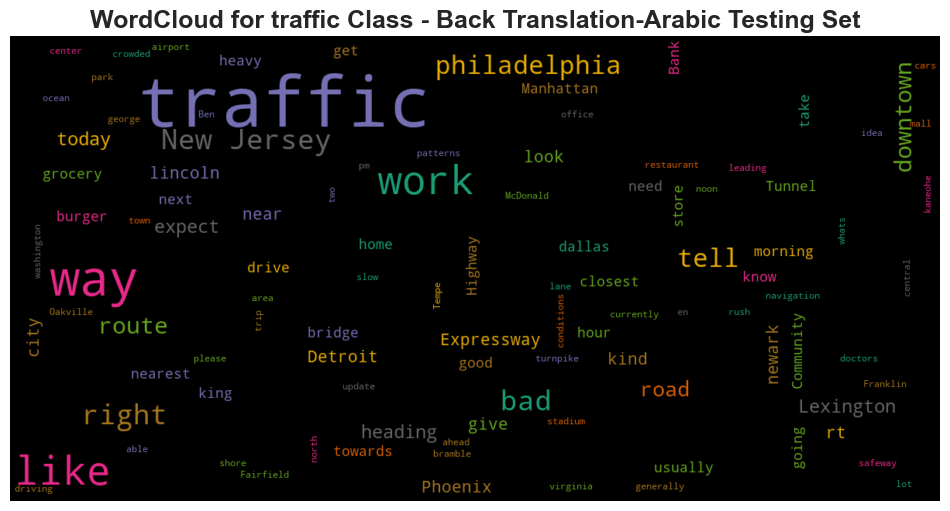 WordCloud for traffic Class - Back Translation-Arabic Testing Set
center
crowded
airport
heavy
get
Bank
cars
park
philadelphia
traffic
Manhattan
downtown
ocean
george
Ben
office
take
mall
idea
today
New Jersey
patterns
look
restaurant
leading
grocery
lincoln
pm
work
McDonald
need
store
noon
Tunnel
kaneohe
next
two
burger
town
near
expect
whats
washington
home
Highway
dallas
tell
morning
way
drive
slow
closest
know
central
area
Tempe
lane
navigation
Oakville
trip
route
conditions
currently
en
rush
city
bridge
Expressway
hour
Community
please
Detroit
good
turnpike
kind
newark
doctors
nearest
king
update
road
Franklin
right
bad
Lexington
give
stadium
heading
going
rt
able
north
towards
ahead
bramble
like
shore
Fairfield
usually
safeway
driving
Phoenix
virginia
generally
lot